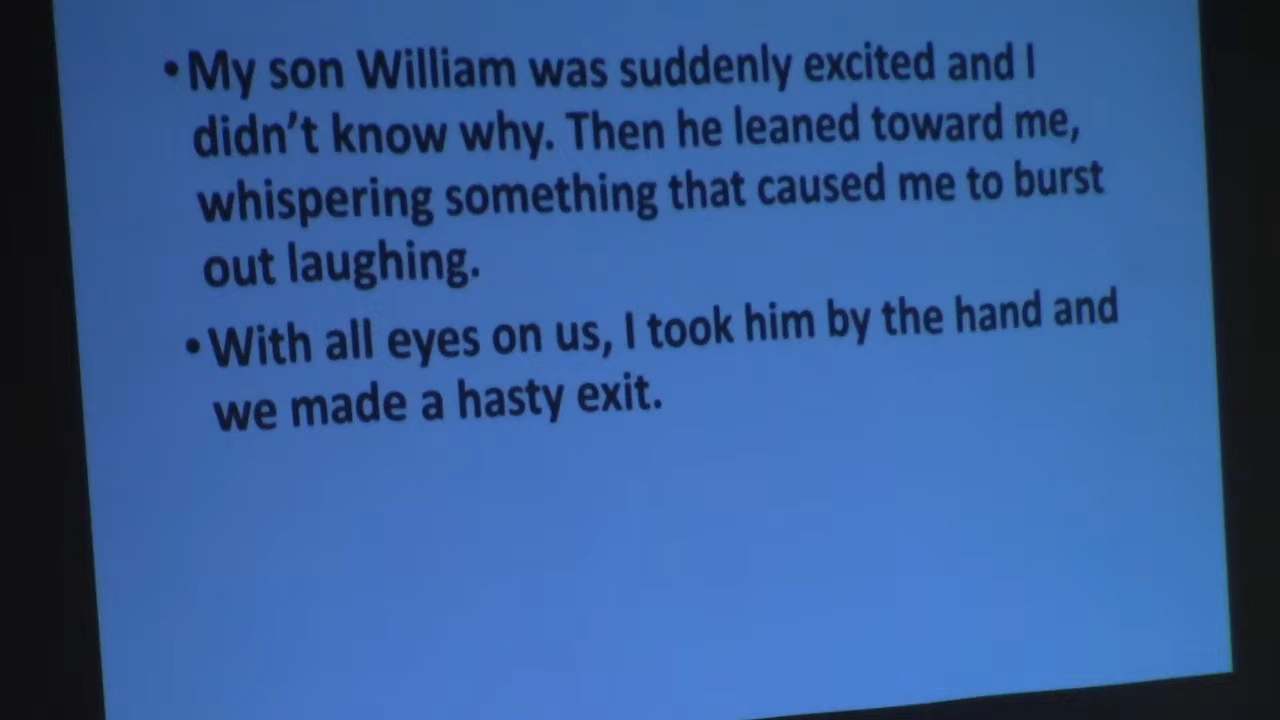 •My son William was suddenly excited and I
didn't know why. Then he leaned toward me,
whispering something that caused me to burst
out laughing.
•With all eyes on us, I took him by the hand and
we made a hasty exit.